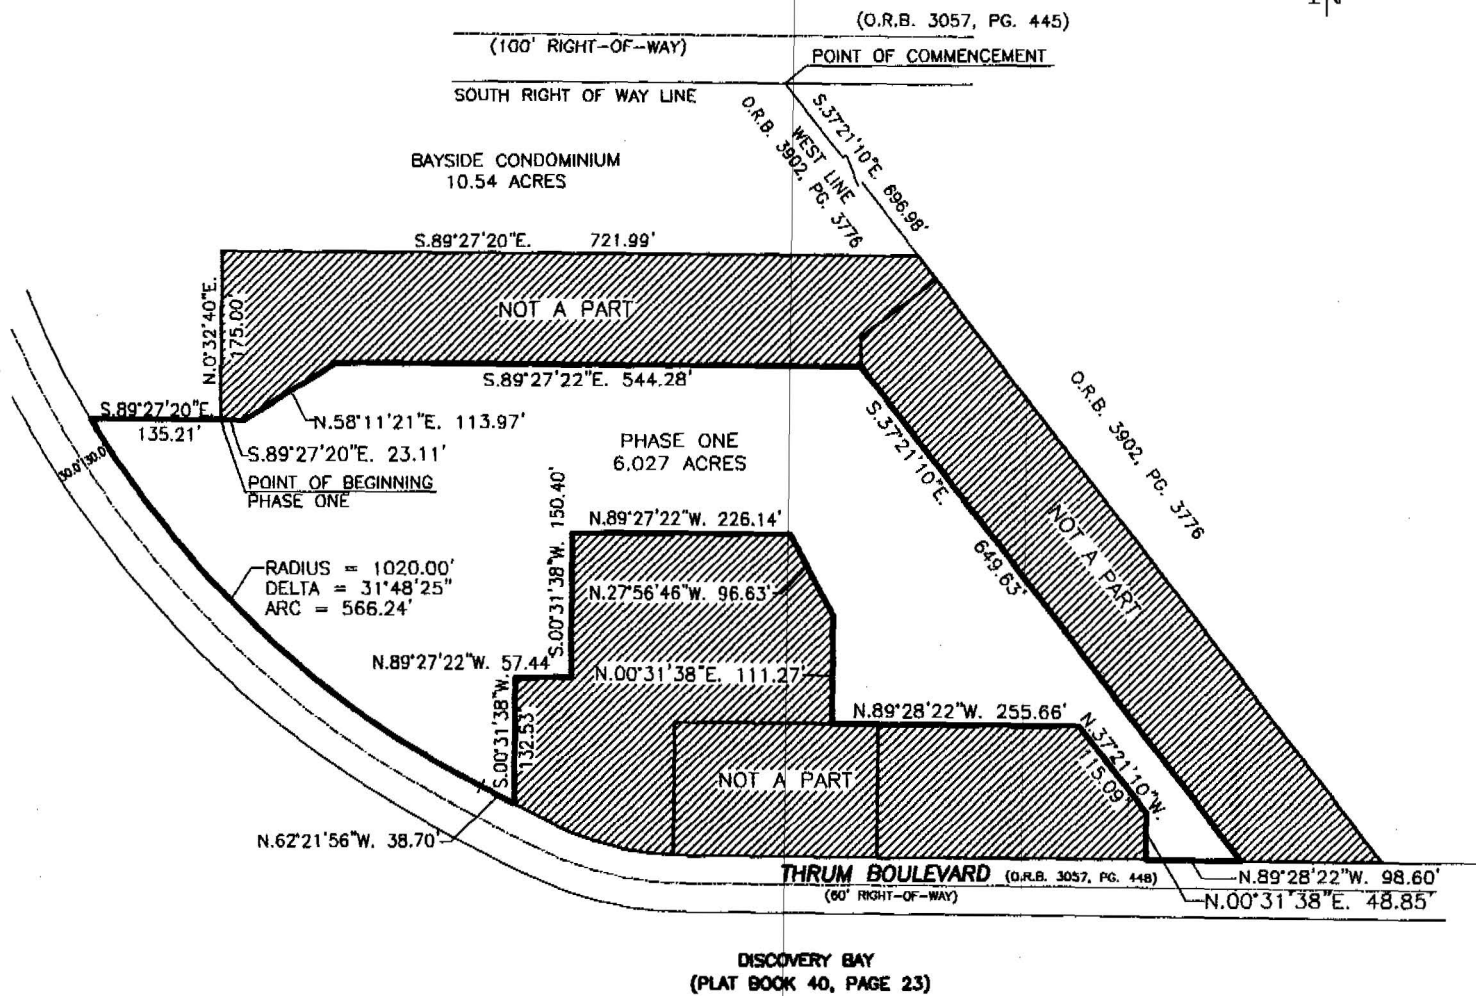 N
(O.R.B. 3057, PG. 445)
(100' RIGHT-OF-WAY)
POINT OF COMMENCEMENT
SOUTH RIGHT OF WAY LINE
S.37°21'10"E. 696.98'
WEST LINE
O.R.B. 3902, PG. 3776
BAYSIDE CONDOMINIUM
10.54 ACRES
S.89°27'20"E. 721.99'
N.0°32'40"E.
175.00'
NOT A PART
S.89°27'22"E. 544.28'
S.89°27'20"E.
135.21'
N.58°11'21"E. 113.97'
S.89°27'20"E. 23.11'
POINT OF BEGINNING
PHASE ONE
30.0' 30.0'
PHASE ONE
6.027 ACRES
S.37°21'10"E.
649.63'
O.R.B. 3902, PG. 3776
NOT A PART
S.00°31'38"W. 150.40'
N.89°27'22"W. 226.14'
RADIUS = 1020.00'
DELTA = 31°48'25"
ARC = 566.24'
N.27°56'46"W. 96.63'
N.89°27'22"W. 57.44'
N.00°31'38"E. 111.27'
S.00°31'38"W.
132.53'
N.89°28'22"W. 255.66'
N.37°21'10"W.
115.09'
NOT A PART
N.62°21'56"W. 38.70'
THRUM BOULEVARD (O.R.B. 3057, PG. 448)
(60' RIGHT-OF-WAY)
N.89°28'22"W. 98.60'
N.00°31'38"E. 48.85'
DISCOVERY BAY
(PLAT BOOK 40, PAGE 23)